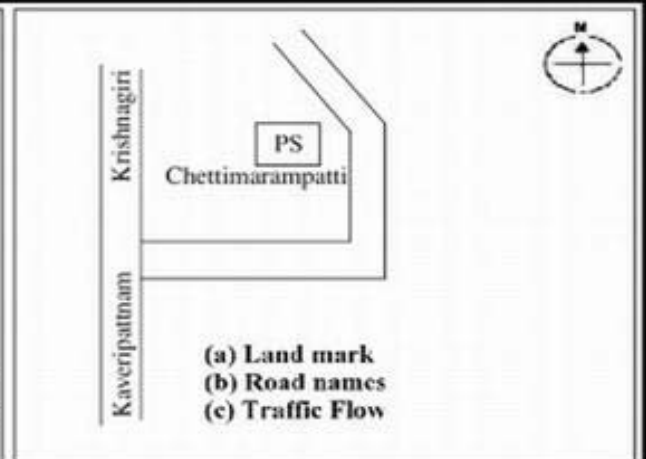 N
Krishnagiri
PS
Chettimarampatti
Kaveripattnam
(a) Land mark
(b) Road names
(c) Traffic Flow